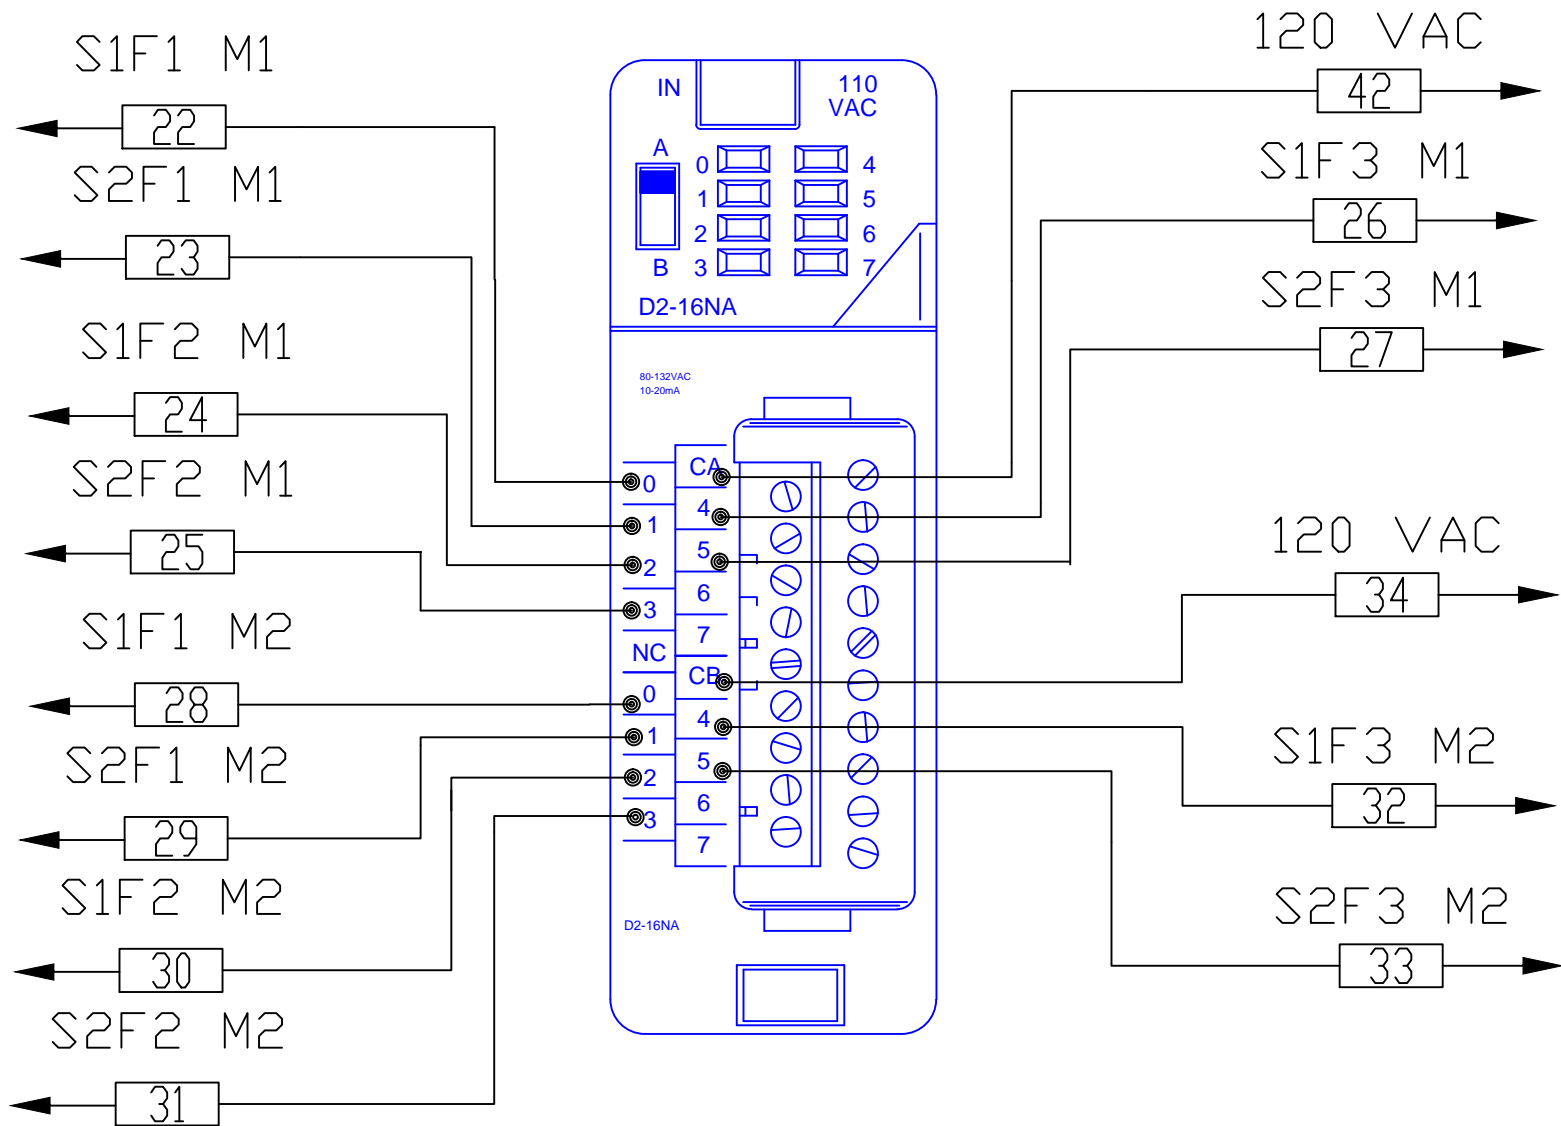 S1F1 M1
22
S2F1 M1
23
S1F2 M1
24
S2F2 M1
25
S1F1 M2
28
S2F1 M2
29
S1F2 M2
30
S2F2 M2
31
IN 110
VAC
A
0 4
1 5
2 6
B 3 7
D2-16NA
80-132VAC
10-20mA
CA
0
4
1
5
2
6
3
7
NC
CB
0
4
1
5
2
6
3
7
D2-16NA
120 VAC
42
S1F3 M1
26
S2F3 M1
27
120 VAC
34
S1F3 M2
32
S2F3 M2
33